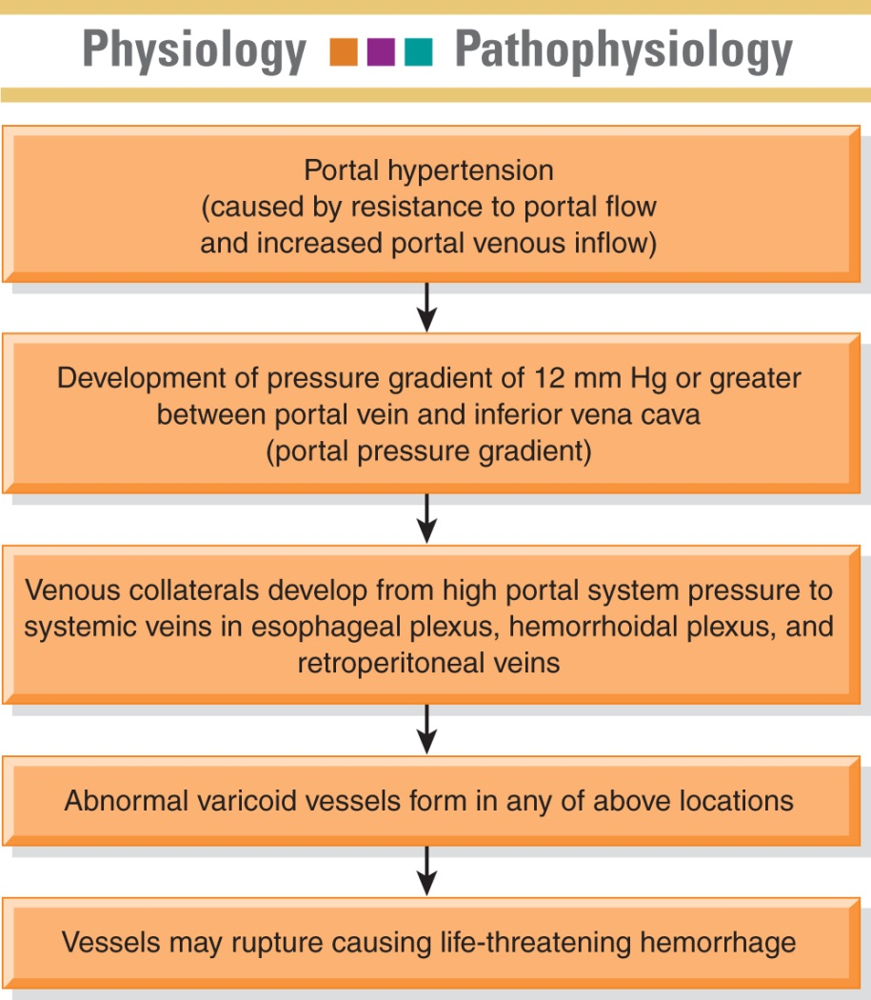 Physiology Pathophysiology
Portal hypertension
(caused by resistance to portal flow
and increased portal venous inflow)
Development of pressure gradient of 12 mm Hg or greater
between portal vein and inferior vena cava
(portal pressure gradient)
Venous collaterals develop from high portal system pressure to
systemic veins in esophageal plexus, hemorrhoidal plexus, and
retroperitoneal veins
Abnormal varicoid vessels form in any of above locations
Vessels may rupture causing life-threatening hemorrhage